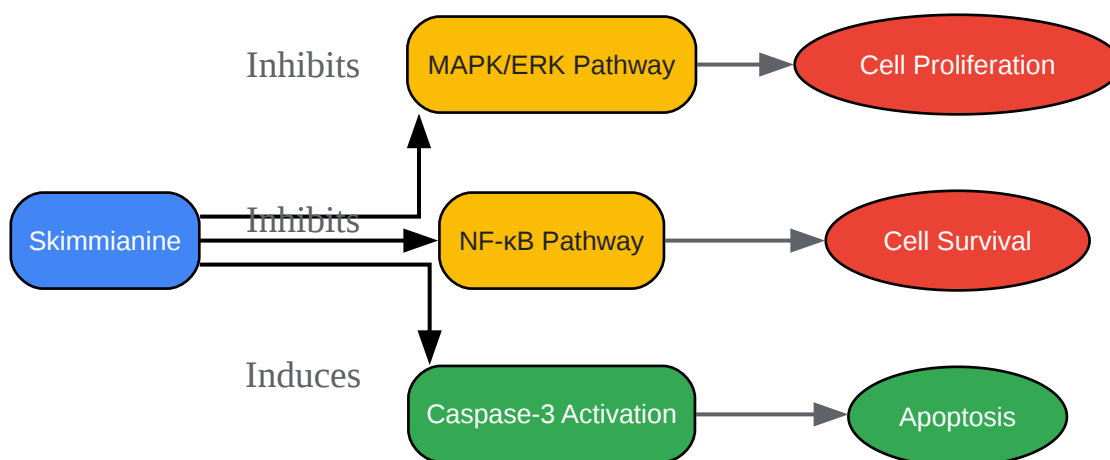 Inhibits
MAPK/ERK Pathway
Cell Proliferation
Skimmianine
Inhibits
NF-κB Pathway
Cell Survival
Induces
Caspase-3 Activation
Apoptosis